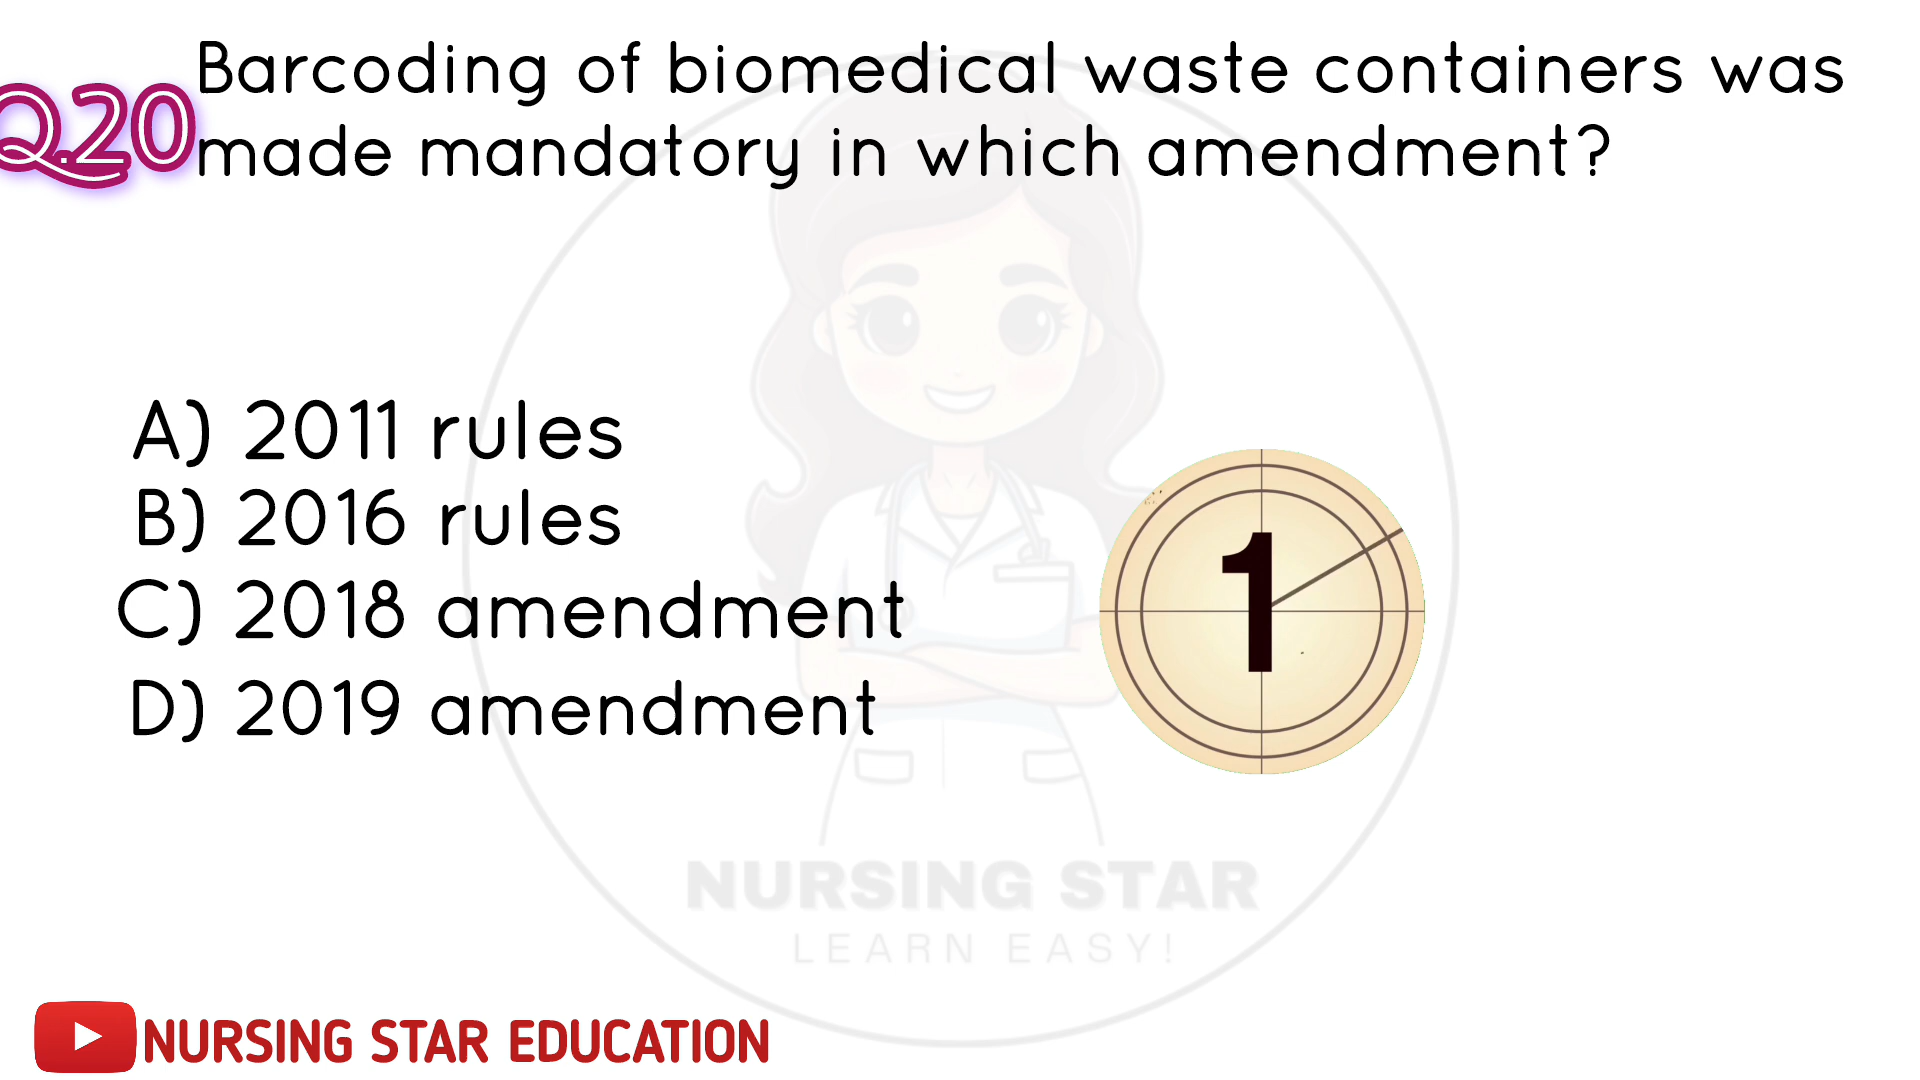 Q.20
Barcoding of biomedical waste containers was
made mandatory in which amendment?
A) 2011 rules
B) 2016 rules
C) 2018 amendment
D) 2019 amendment
1
NURSING STAR
LEARN EASY!
NURSING STAR EDUCATION